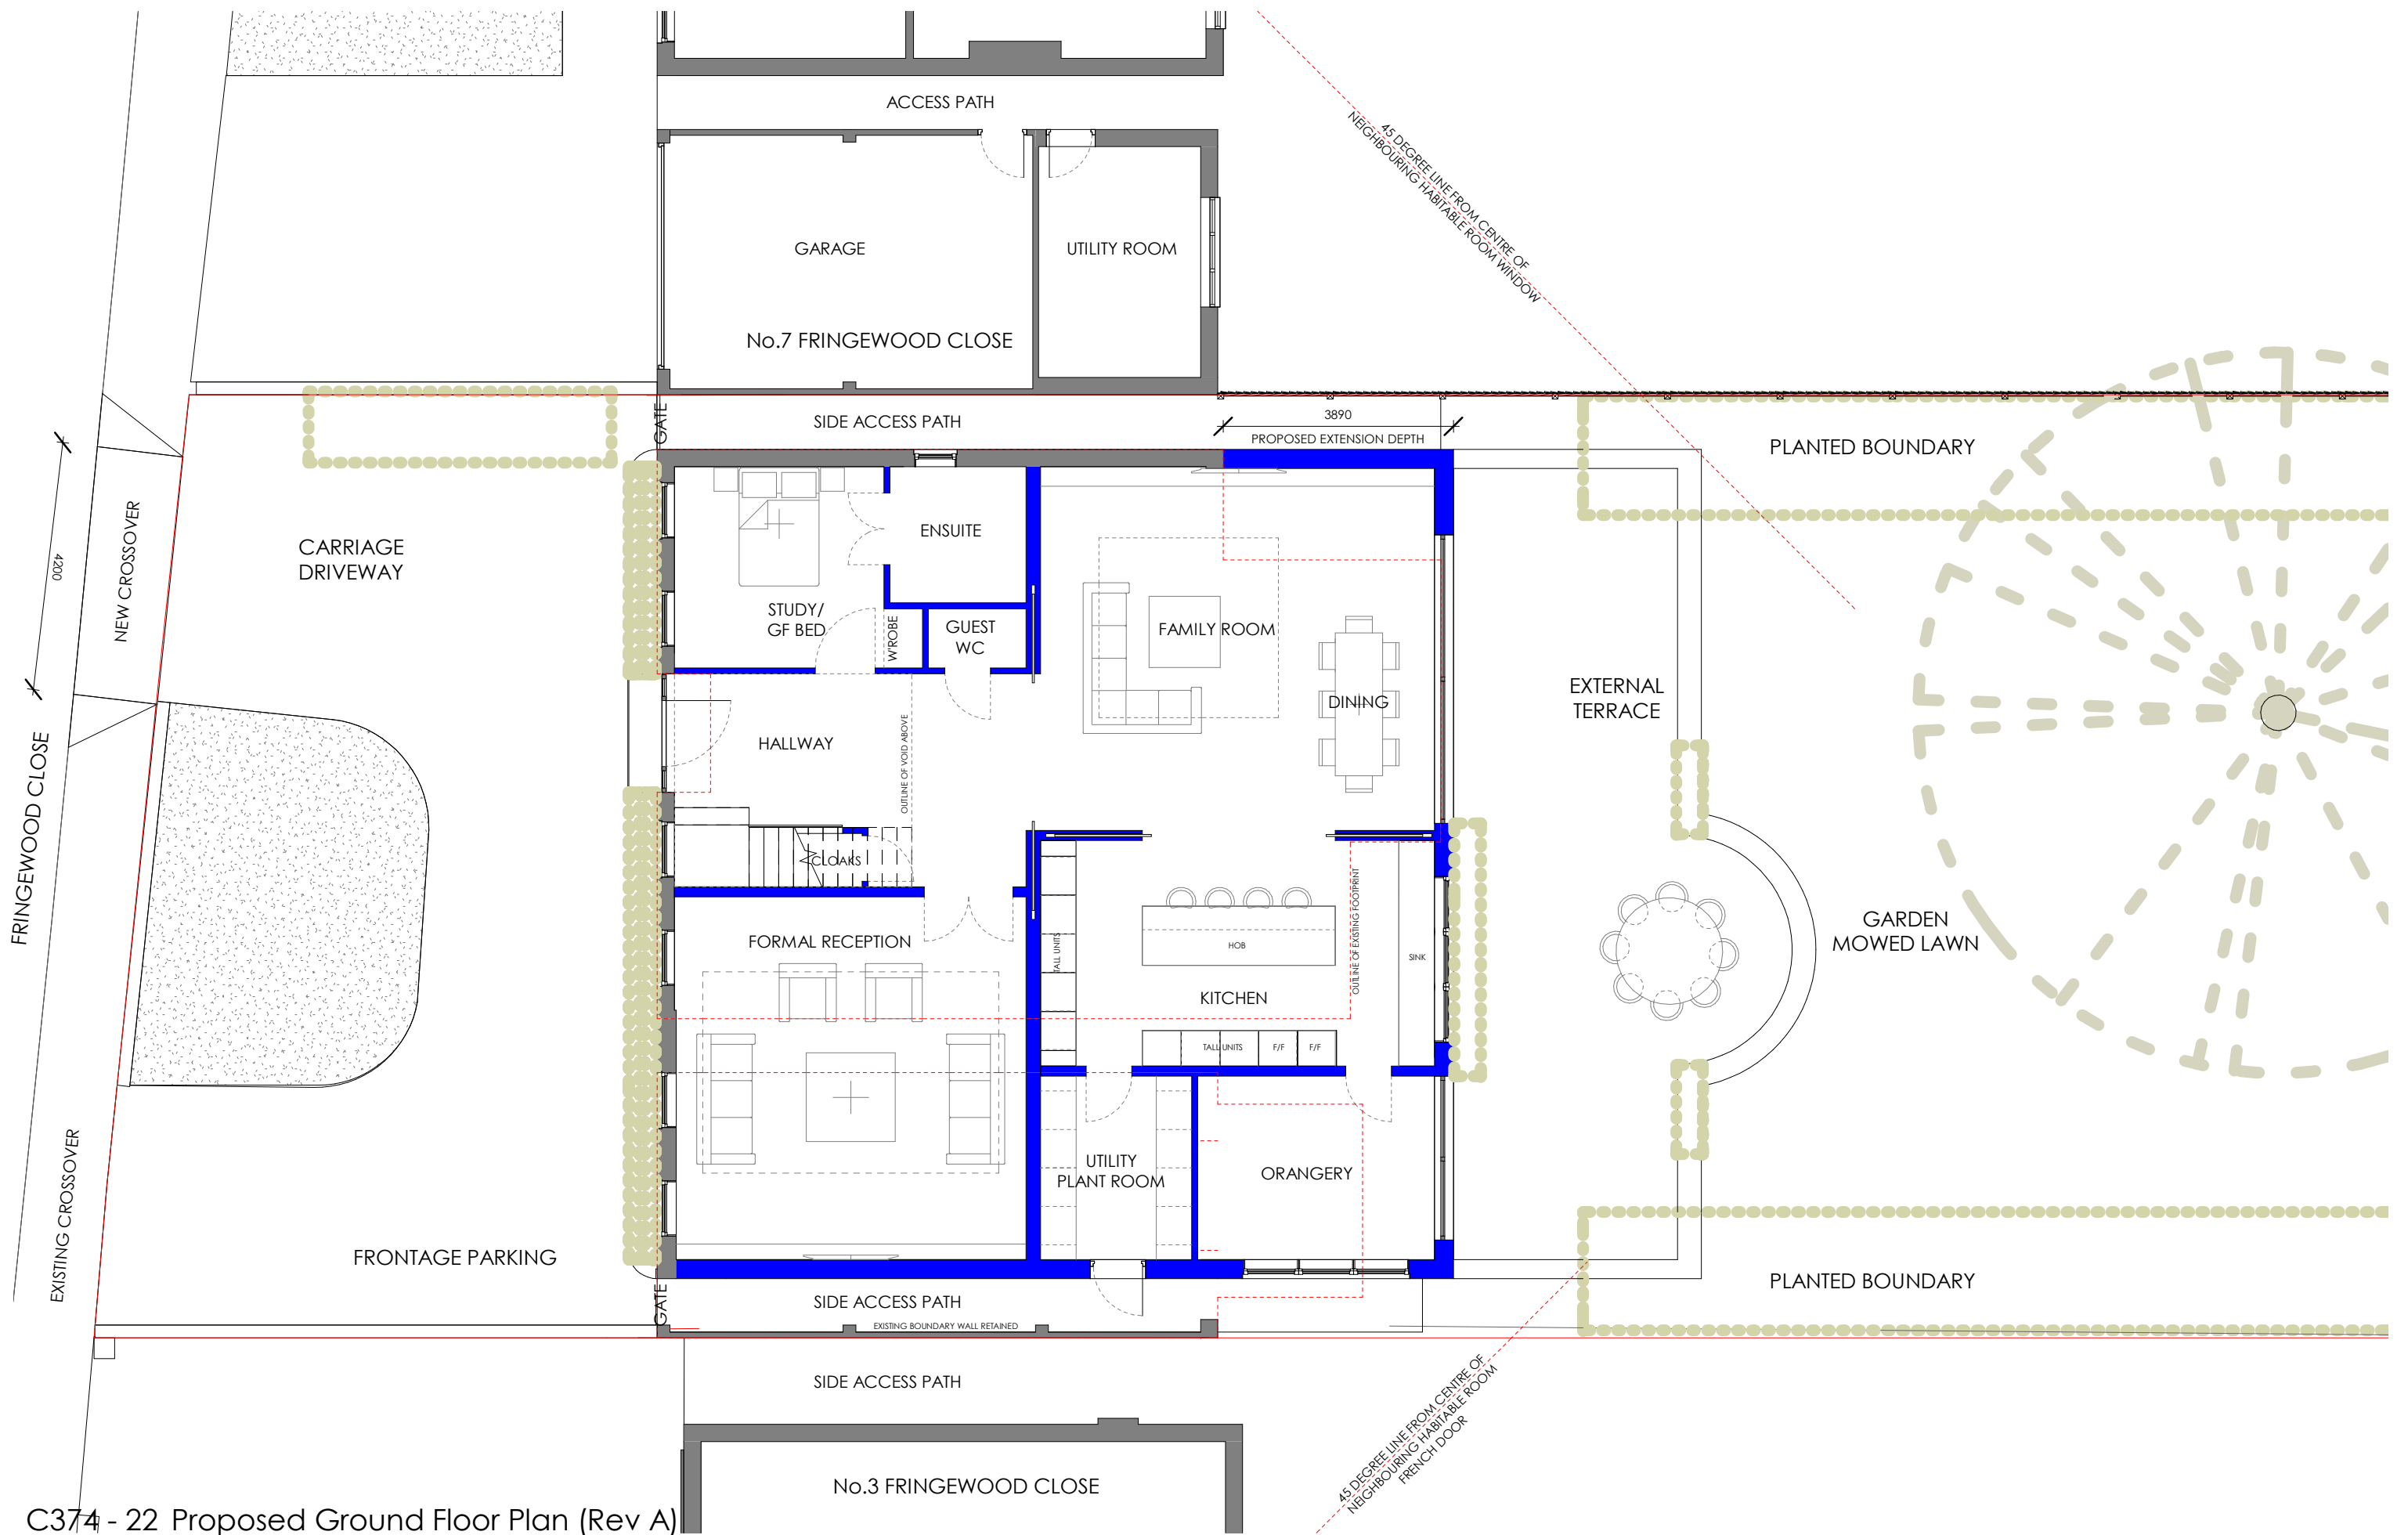 ACCESS PATH
45 DEGREE LINE FROM CENTRE OF
NEIGHBOURING HABITABLE ROOM WINDOW
GARAGE
UTILITY ROOM
No.7 FRINGEWOOD CLOSE
GATE
SIDE ACCESS PATH
3890
PROPOSED EXTENSION DEPTH
PLANTED BOUNDARY
4200
NEW CROSSOVER
CARRIAGE
DRIVEWAY
ENSUITE
STUDY/
GF BED
W'ROBE
GUEST
WC
FAMILY ROOM
DINING
EXTERNAL
TERRACE
HALLWAY
OUTLINE OF VOID ABOVE
FRINGEWOOD CLOSE
CLOAKS
FORMAL RECEPTION
TALL UNITS
HOB
OUTLINE OF EXISTING FOOTPRINT
SINK
KITCHEN
GARDEN
MOWED LAWN
TALL UNITS
F/F
F/F
UTILITY
PLANT ROOM
ORANGERY
EXISTING CROSSOVER
FRONTAGE PARKING
GATE
SIDE ACCESS PATH
EXISTING BOUNDARY WALL RETAINED
PLANTED BOUNDARY
SIDE ACCESS PATH
45 DEGREE LINE FROM CENTRE OF
NEIGHBOURING HABITABLE ROOM
FRENCH DOOR
No.3 FRINGEWOOD CLOSE
C374 - 22 Proposed Ground Floor Plan (Rev A)